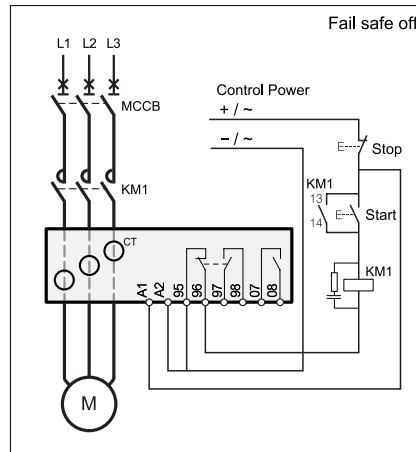 Fail safe off
L1 L2 L3
Control Power
+ / ~
MCCB
− / ~
E Stop
KM1
KM1
13
14
E Start
CT
KM1
A1 A2 95 96 97 98 07 08
M